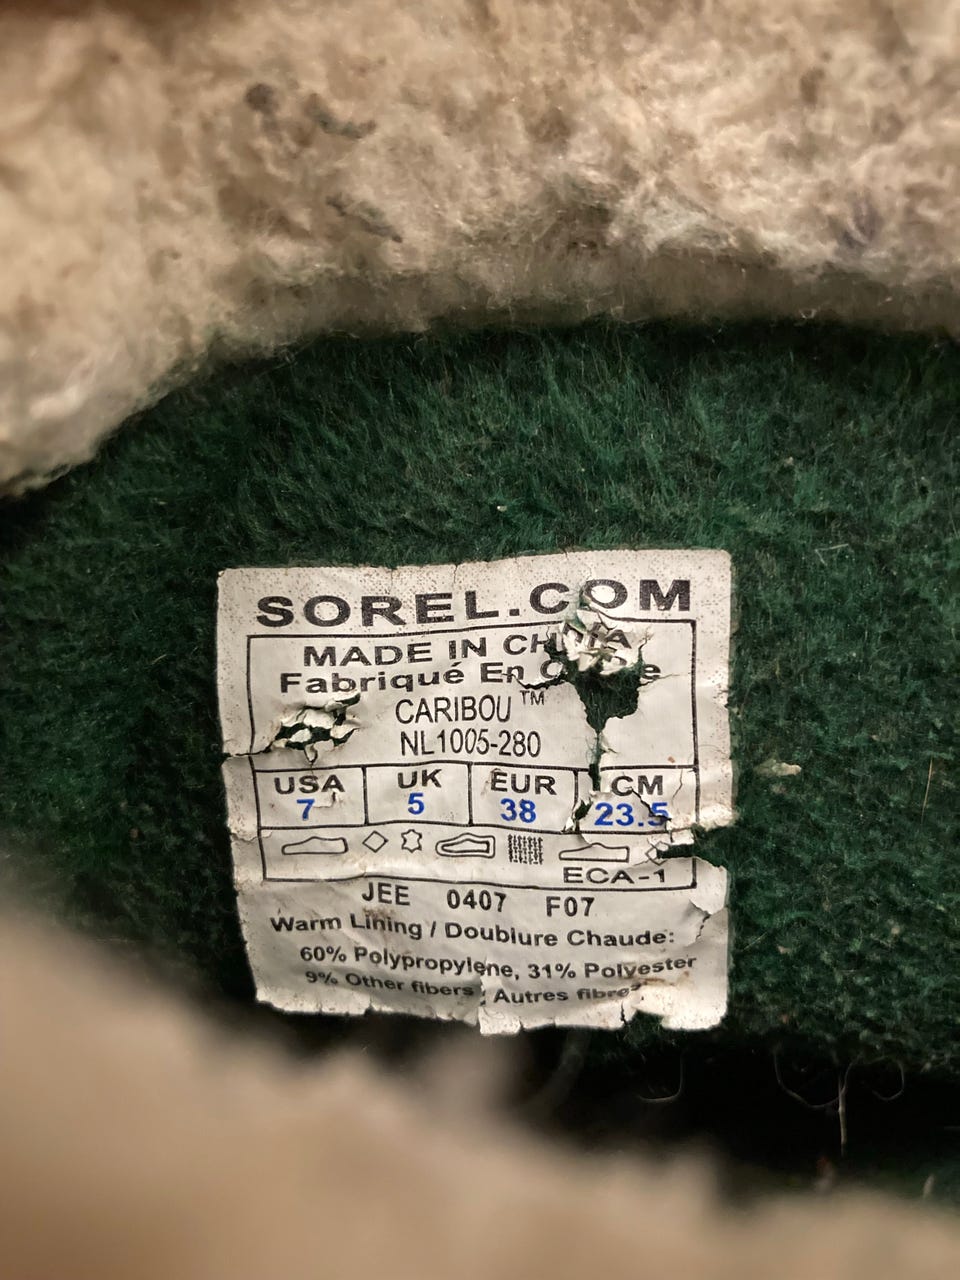 SOREL.COM
MADE IN CHINA
Fabriqué En
CARIBOU™
NL1005-280
USA UK EUR CM
7 5 38 23.5
ECA-1
JEE 0407 F07
Warm Lining / Doublure Chaude:
60% Polypropylene, 31% Polyester
9% Other fibers / Autres fibres